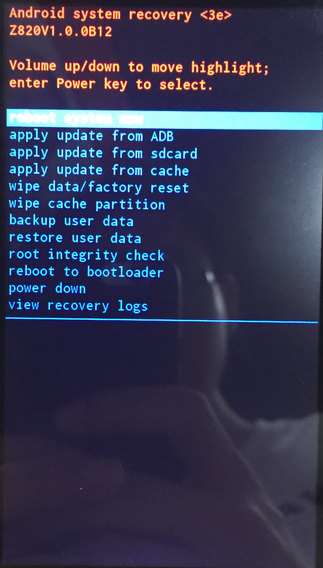 Android system recovery <3e>
Z820V1.0.0B12
Volume up/down to move highlight;
enter Power key to select.
reboot system now
apply update from ADB
apply update from sdcard
apply update from cache
wipe data/factory reset
wipe cache partition
backup user data
restore user data
root integrity check
reboot to bootloader
power down
view recovery logs